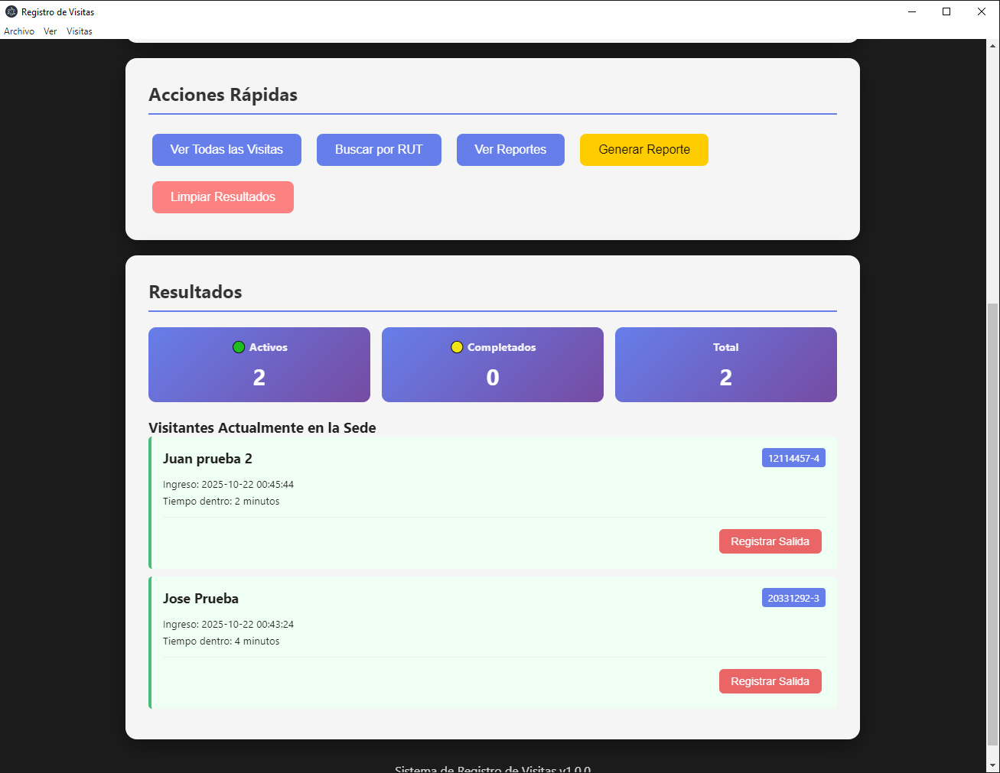 Registro de Visitas
Archivo Ver Visitas
Acciones Rápidas
Ver Todas las Visitas Buscar por RUT Ver Reportes Generar Reporte
Limpiar Resultados
Resultados
Activos Completados Total
2 0 2
Visitantes Actualmente en la Sede
Juan prueba 2 12114457-4
Ingreso: 2025-10-22 00:45:44
Tiempo dentro: 2 minutos
Registrar Salida
Jose Prueba 20331292-3
Ingreso: 2025-10-22 00:43:24
Tiempo dentro: 4 minutos
Registrar Salida
Sistema de Registro de Visitas v1.0.0